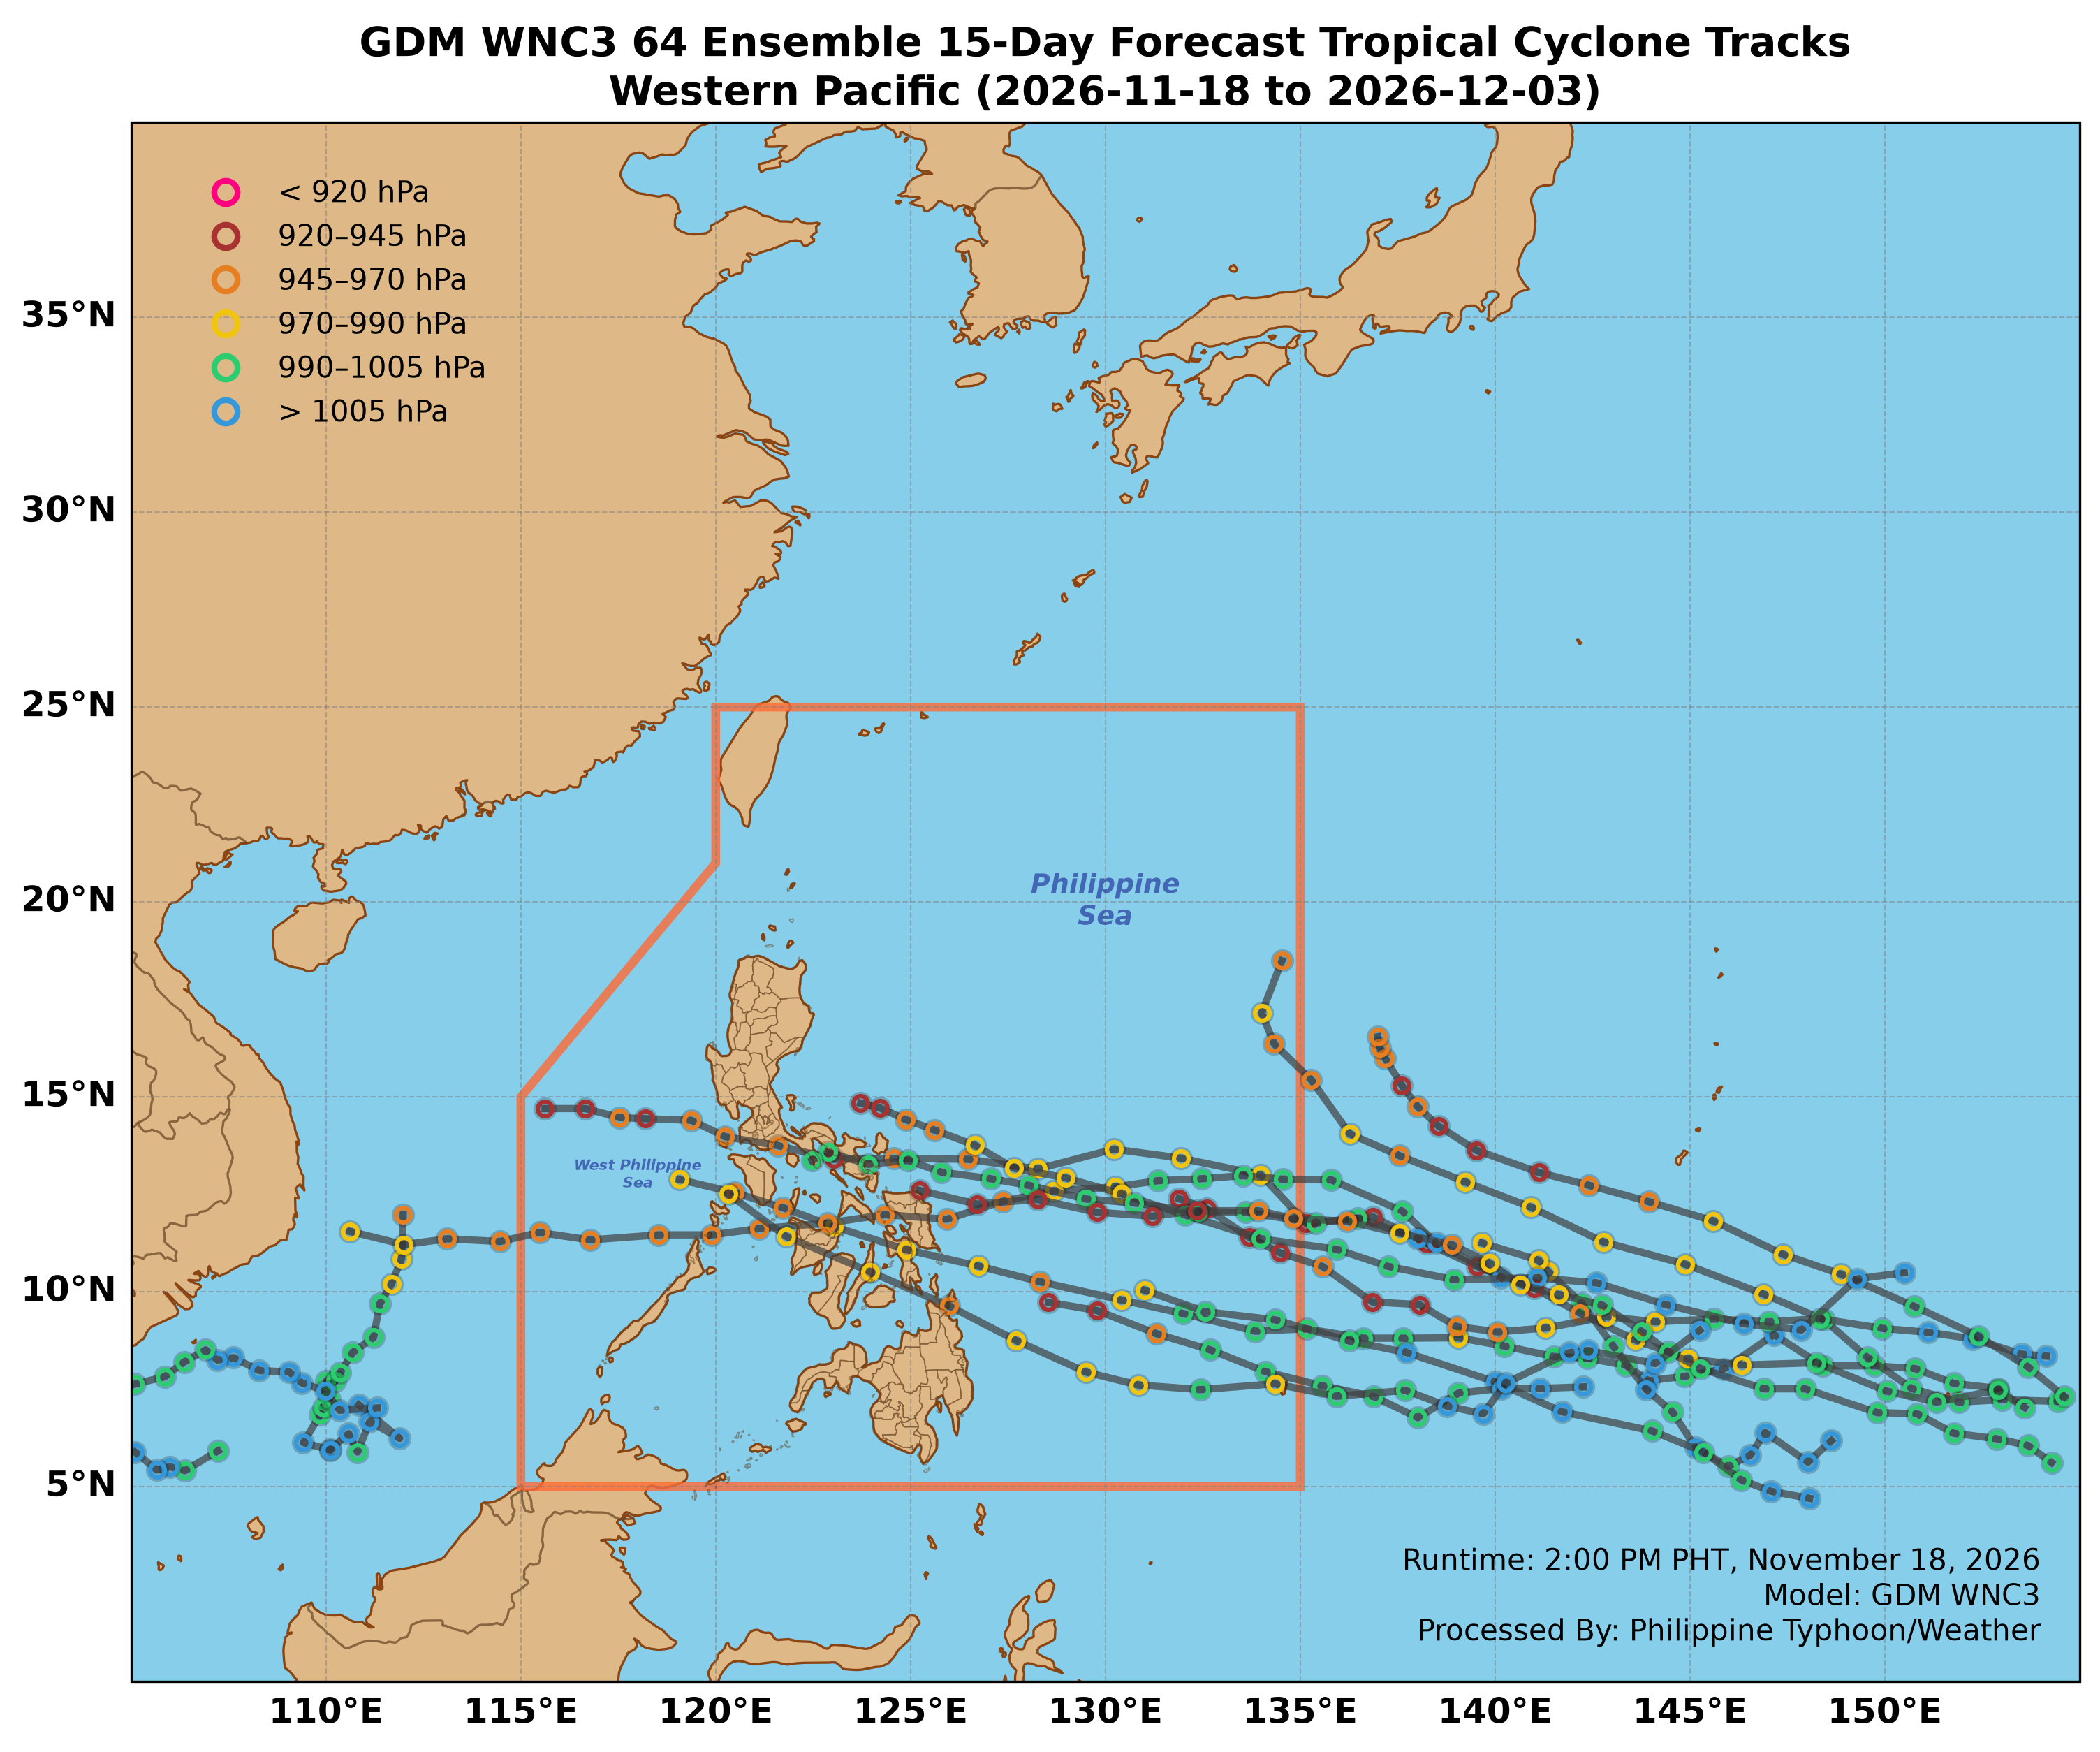 GDM WNC3 64 Ensemble 15-Day Forecast Tropical Cyclone Tracks
Western Pacific (2026-11-18 to 2026-12-03)
< 920 hPa
920–945 hPa
945–970 hPa
970–990 hPa
990–1005 hPa
> 1005 hPa
35°N
30°N
25°N
20°N
15°N
10°N
5°N
Philippine
Sea
West Philippine
Sea
Runtime: 2:00 PM PHT, November 18, 2026
Model: GDM WNC3
Processed By: Philippine Typhoon/Weather
110°E 115°E 120°E 125°E 130°E 135°E 140°E 145°E 150°E